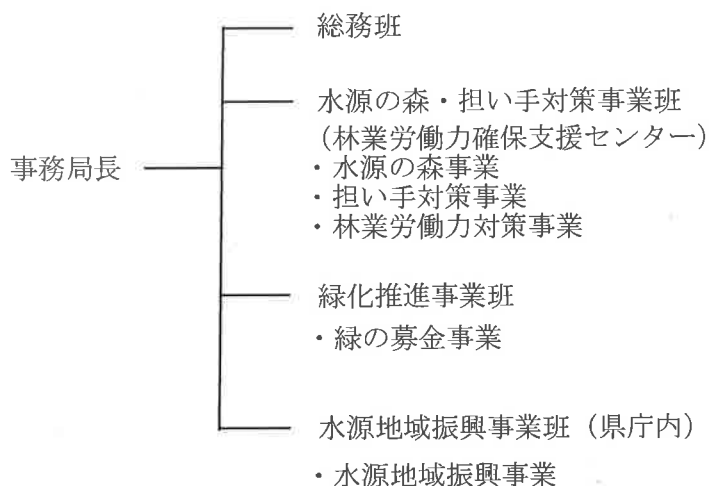 総務班
水源の森・担い手対策事業班
（林業労働力確保支援センター）
事務局長
・水源の森事業
・担い手対策事業
・林業労働力対策事業
緑化推進事業班
・緑の募金事業
水源地域振興事業班（県庁内）
・水源地域振興事業